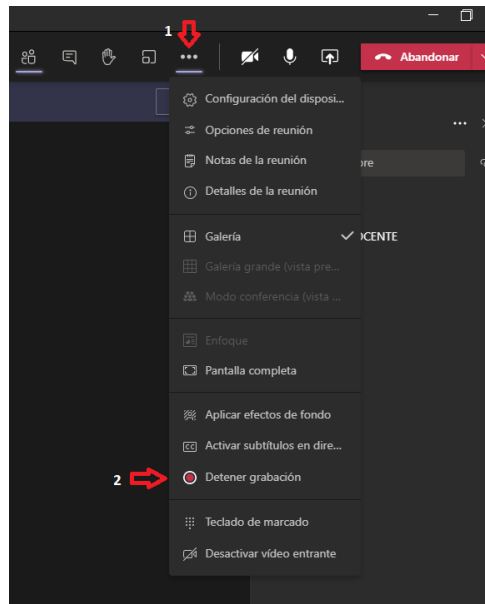 1
Abandonar
Configuración del disposi...
Opciones de reunión
Notas de la reunión
Detalles de la reunión
Galería
CENTE
Galería grande (vista pre...
Modo conferencia (vista ...
Enfoque
Pantalla completa
Aplicar efectos de fondo
CC Activar subtítulos en dire...
2
Detener grabación
Teclado de marcado
Desactivar vídeo entrante